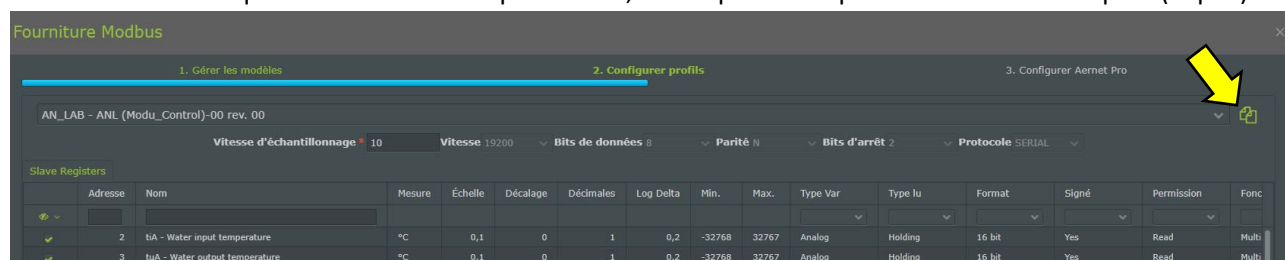 Fourniture Modbus
1. Gérer les modèles 2. Configurer profils 3. Configurer Aernet Pro
AN_LAB - ANL (Modu_Control)-00 rev. 00
Vitesse d'échantillonnage * 10 Vitesse 19200 Bits de données 8 Parité N Bits d'arrêt 2 Protocole SERIAL
Slave Registers
Adresse Nom Mesure Échelle Décalage Décimales Log Delta Min. Max. Type Var Type lu Format Signé Permission Fonc
2 tiA - Water input temperature °C 0,1 0 1 0,2 -32768 32767 Analog Holding 16 bit Yes Read Multi
3 tuA - Water output temperature °C 0,1 0 1 0,2 -32768 32767 Analog Holding 16 bit Yes Read Multi